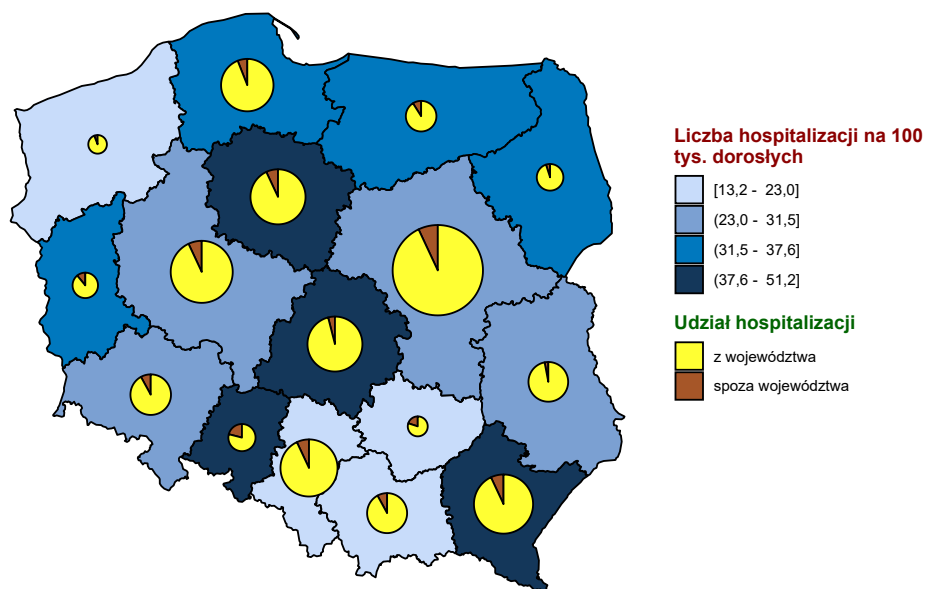 Liczba hospitalizacji na 100
tys. dorosłych
[13,2 - 23,0]
(23,0 - 31,5]
(31,5 - 37,6]
(37,6 - 51,2]
Udział hospitalizacji
z województwa
spoza województwa